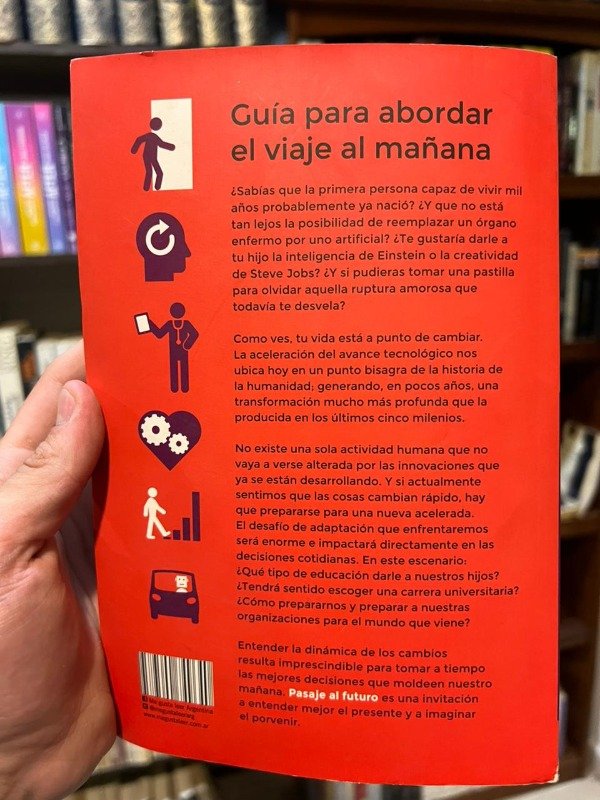 Guía para abordar
el viaje al mañana
¿Sabías que la primera persona capaz de vivir mil
años probablemente ya nació? ¿Y que no está
tan lejos la posibilidad de reemplazar un órgano
enfermo por uno artificial? ¿Te gustaría darle a
tu hijo la inteligencia de Einstein o la creatividad
de Steve Jobs? ¿Y si pudieras tomar una pastilla
para olvidar aquella ruptura amorosa que
todavía te desvela?
Como ves, tu vida está a punto de cambiar.
La aceleración del avance tecnológico nos
ubica hoy en un punto bisagra de la historia de
la humanidad; generando, en pocos años, una
transformación mucho más profunda que la
producida en los últimos cinco milenios.
No existe una sola actividad humana que no
vaya a verse alterada por las innovaciones que
ya se están desarrollando. Y si actualmente
sentimos que las cosas cambian rápido, hay
que prepararse para una nueva acelerada.
El desafío de adaptación que enfrentaremos
será enorme e impactará directamente en las
decisiones cotidianas. En este escenario:
¿Qué tipo de educación darle a nuestros hijos?
¿Tendrá sentido escoger una carrera universitaria?
¿Cómo prepararnos y preparar a nuestras
organizaciones para el mundo que viene?
Entender la dinámica de los cambios
resulta imprescindible para tomar a tiempo
las mejores decisiones que moldeen nuestro
mañana. Pasaje al futuro es una invitación
a entender mejor el presente y a imaginar
el porvenir.
Me gusta leer Argentina
@megustaleerarg
www.megustaleer.com.ar